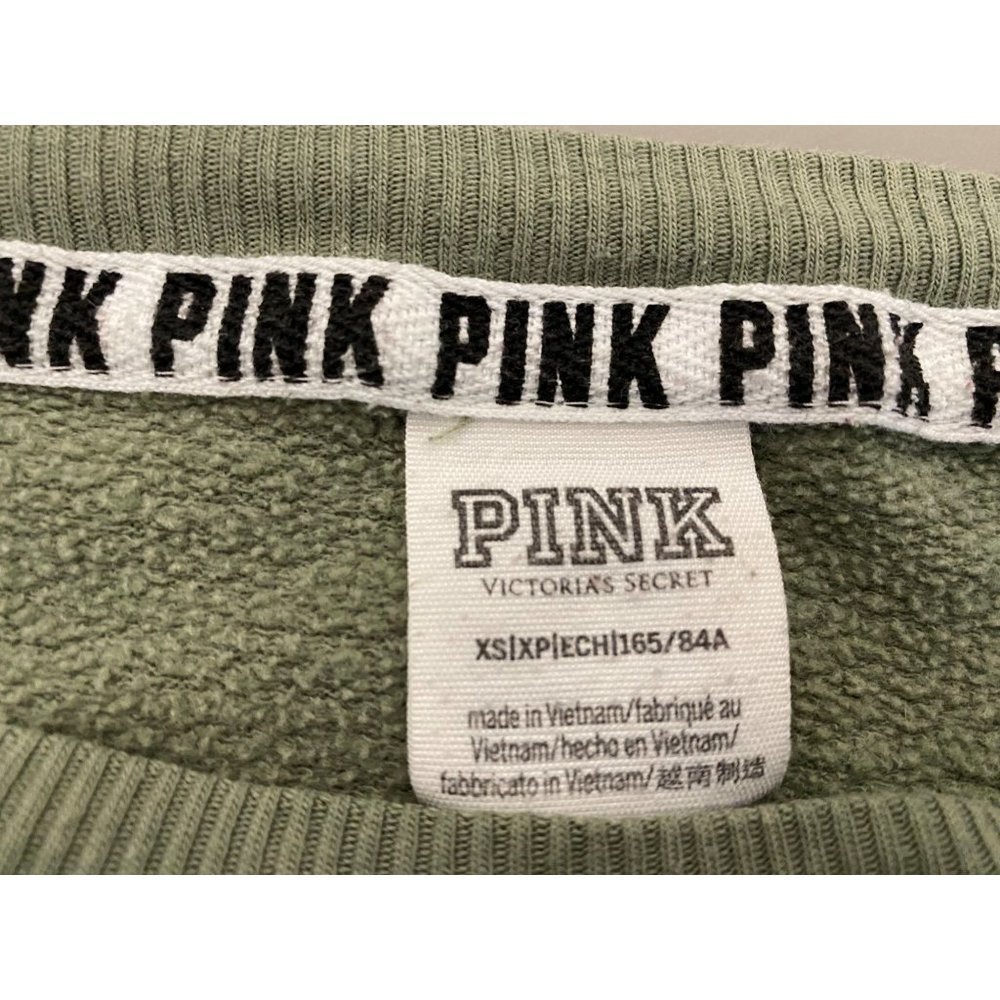 NK PINK PINK PINK P
PINK
VICTORIA'S SECRET
XS|XP|ECH|165/84A
made in Vietnam/fabriqué au
Vietnam/hecho en Vietnam/
fabbricato in Vietnam/越南制造